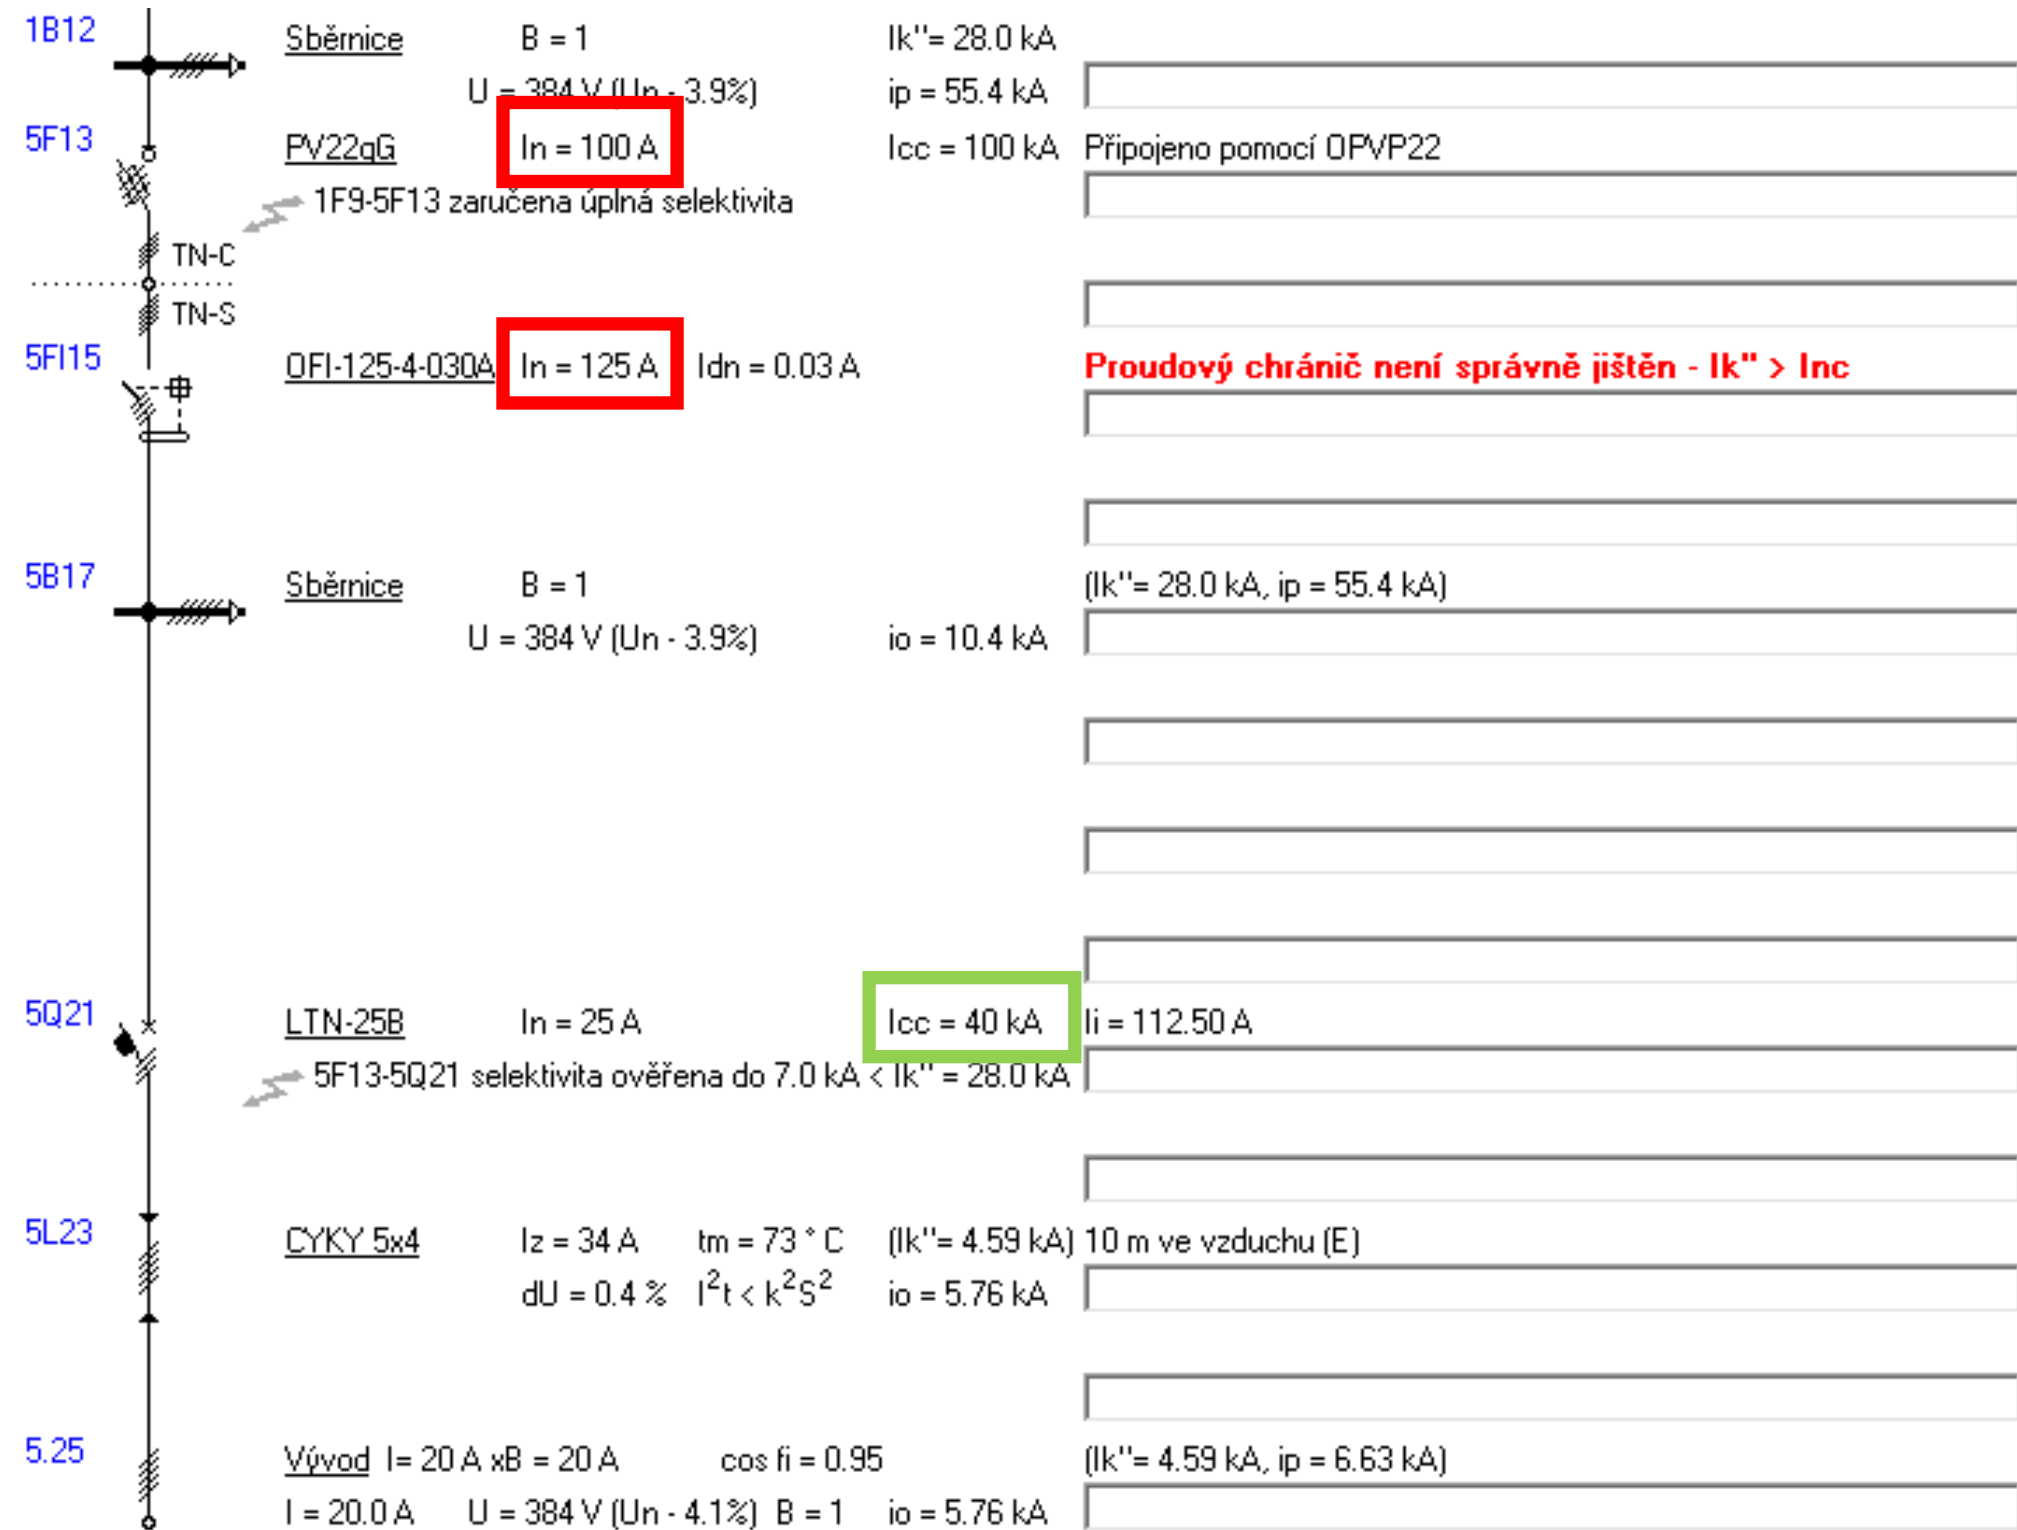 1B12 Sběrnice B = 1 Ik''= 28.0 kA
U = 384 V (Un - 3.9%) ip = 55.4 kA
5F13 PV22gG In = 100 A Icc = 100 kA Připojeno pomocí OPVP22
1F9-5F13 zaručena úplná selektivita
TN-C
TN-S
5FI15 OFI-125-4-030A In = 125 A Idn = 0.03 A Proudový chránič není správně jištěn - Ik'' > Inc
5B17 Sběrnice B = 1 (Ik''= 28.0 kA, ip = 55.4 kA)
U = 384 V (Un - 3.9%) io = 10.4 kA
5Q21 LTN-25B In = 25 A Icc = 40 kA Ii = 112.50 A
5F13-5Q21 selektivita ověřena do 7.0 kA < Ik'' = 28.0 kA
5L23 CYKY 5x4 Iz = 34 A tm = 73 ° C (Ik''= 4.59 kA) 10 m ve vzduchu (E)
dU = 0.4 % I²t < k²S² io = 5.76 kA
5.25 Vývod I= 20 A xB = 20 A cos fi = 0.95 (Ik''= 4.59 kA, ip = 6.63 kA)
I = 20.0 A U = 384 V (Un - 4.1%) B = 1 io = 5.76 kA